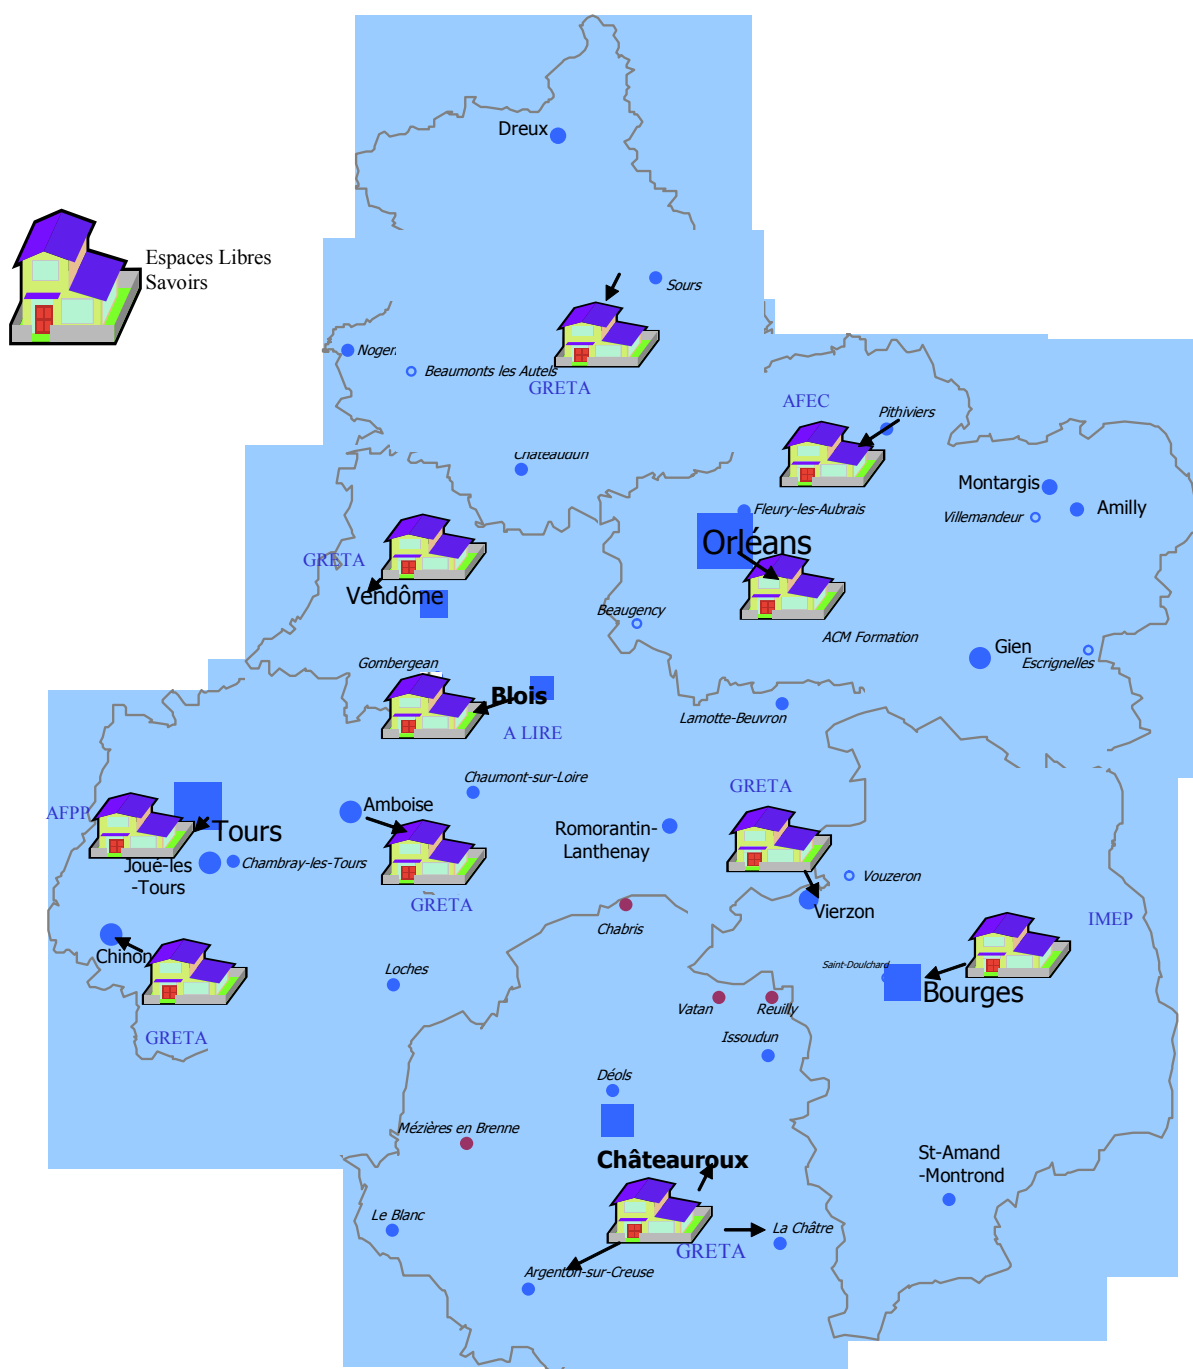 Dreux
Espaces Libres
Savoirs
Sours
Nogen
Beaumonts les Autels
GRETA
AFEC
Pithiviers
Chateaudun
Montargis
Amilly
Villemandeur
Fleury-les-Aubrais
Orléans
GRETA
Vendôme
Beaugency
ACM Formation
Gien
Escrignelles
Gombergean
Blois
A LIRE
Lamotte-Beuvron
Chaumont-sur-Loire
GRETA
AFPP
Amboise
Tours
Romorantin-
Lanthenay
Joué-les
-Tours
Chambray-les-Tours
Vouzeron
GRETA
Vierzon
IMEP
Chabris
Chinon
Loches
Saint-Doulchard
Bourges
Vatan
Reuilly
GRETA
Issoudun
Déols
Mézières en Brenne
Châteauroux
St-Amand
-Montrond
Le Blanc
La Châtre
GRETA
Argenton-sur-Creuse